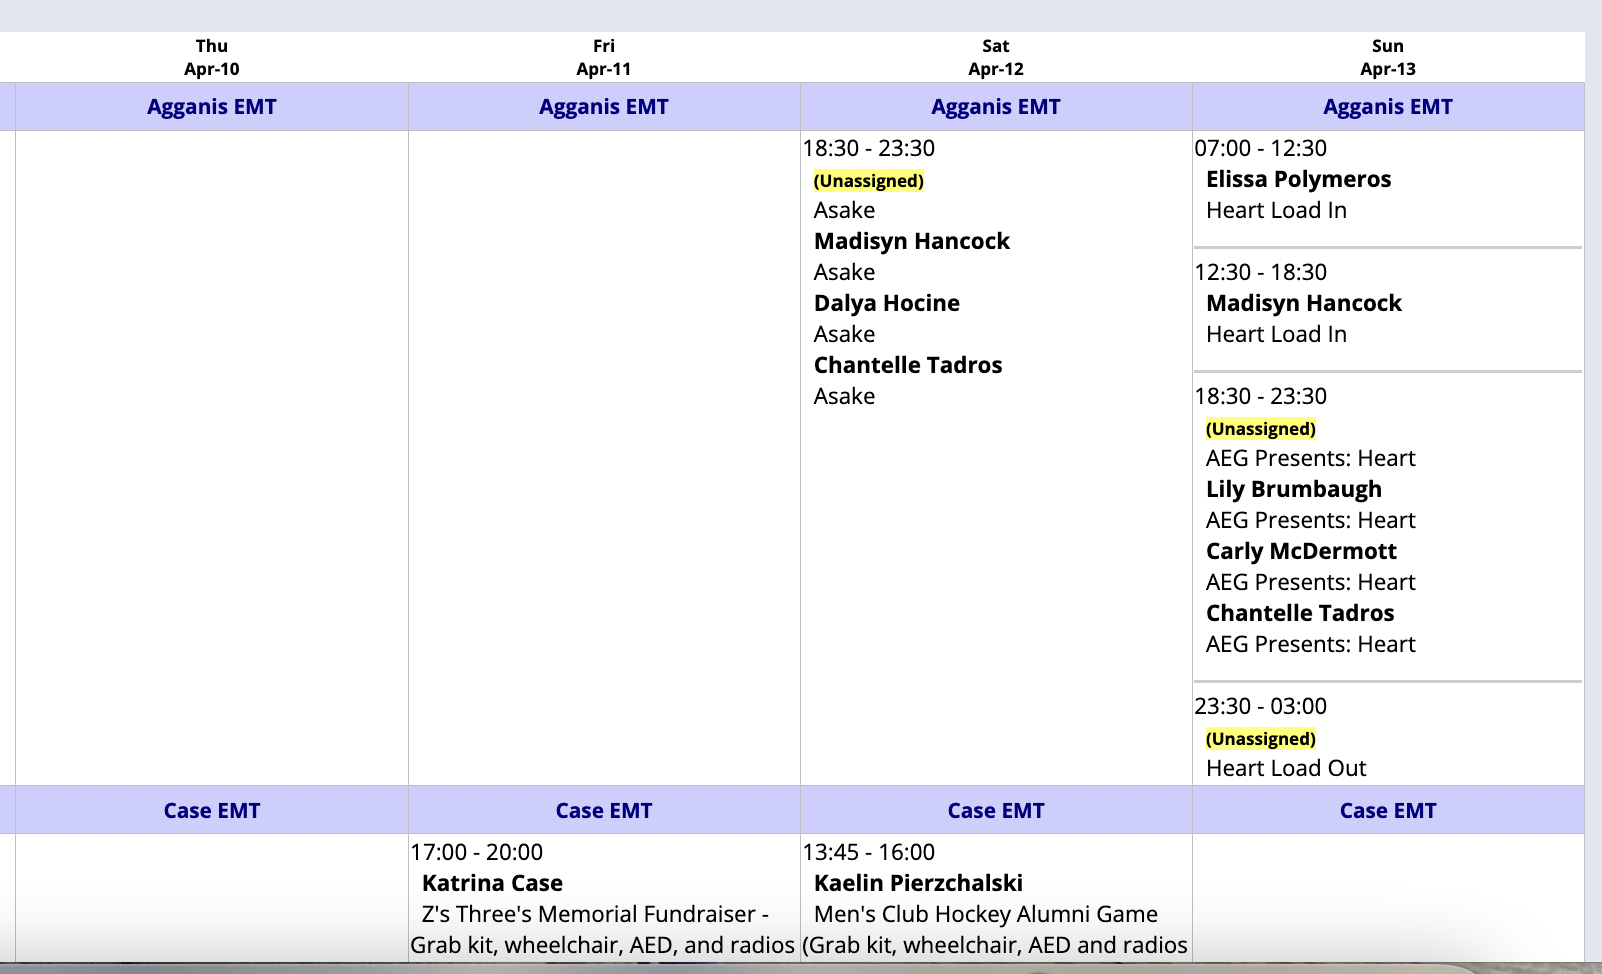 Thu
Apr-10
Fri
Apr-11
Sat
Apr-12
Sun
Apr-13
Agganis EMT
Agganis EMT
Agganis EMT
Agganis EMT
18:30 - 23:30
(Unassigned)
Asake
Madisyn Hancock
Asake
Dalya Hocine
Asake
Chantelle Tadros
Asake
07:00 - 12:30
Elissa Polymeros
Heart Load In
12:30 - 18:30
Madisyn Hancock
Heart Load In
18:30 - 23:30
(Unassigned)
AEG Presents: Heart
Lily Brumbaugh
AEG Presents: Heart
Carly McDermott
AEG Presents: Heart
Chantelle Tadros
AEG Presents: Heart
23:30 - 03:00
(Unassigned)
Heart Load Out
Case EMT
Case EMT
Case EMT
Case EMT
17:00 - 20:00
Katrina Case
Z's Three's Memorial Fundraiser -
Grab kit, wheelchair, AED, and radios
13:45 - 16:00
Kaelin Pierzchalski
Men's Club Hockey Alumni Game
(Grab kit, wheelchair, AED and radios